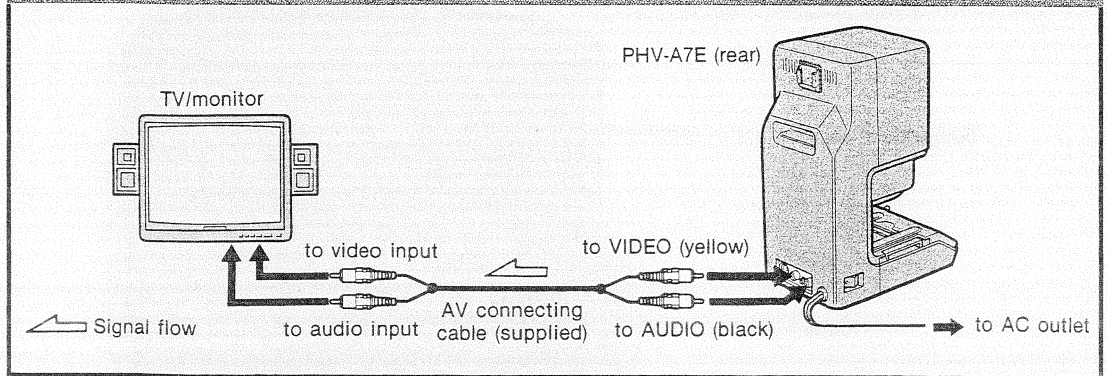 PHV-A7E (rear)
TV/monitor
to video input
to VIDEO (yellow)
Signal flow
to audio input
AV connecting
cable (supplied)
to AUDIO (black)
to AC outlet